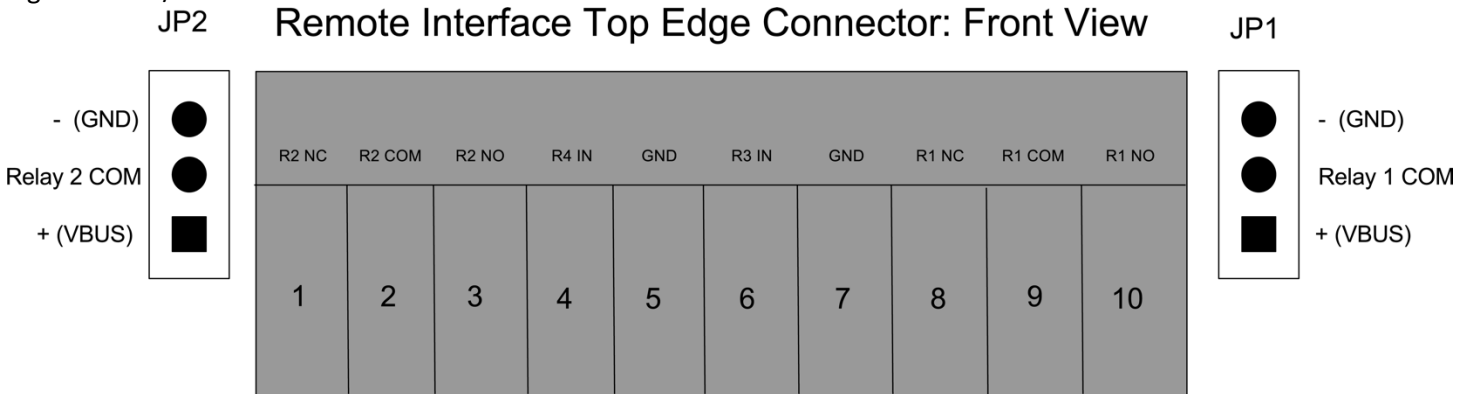 JP2
Remote Interface Top Edge Connector: Front View
JP1
- (GND)
Relay 2 COM
+ (VBUS)
R2 NC R2 COM R2 NO R4 IN GND R3 IN GND R1 NC R1 COM R1 NO
1 2 3 4 5 6 7 8 9 10
- (GND)
Relay 1 COM
+ (VBUS)